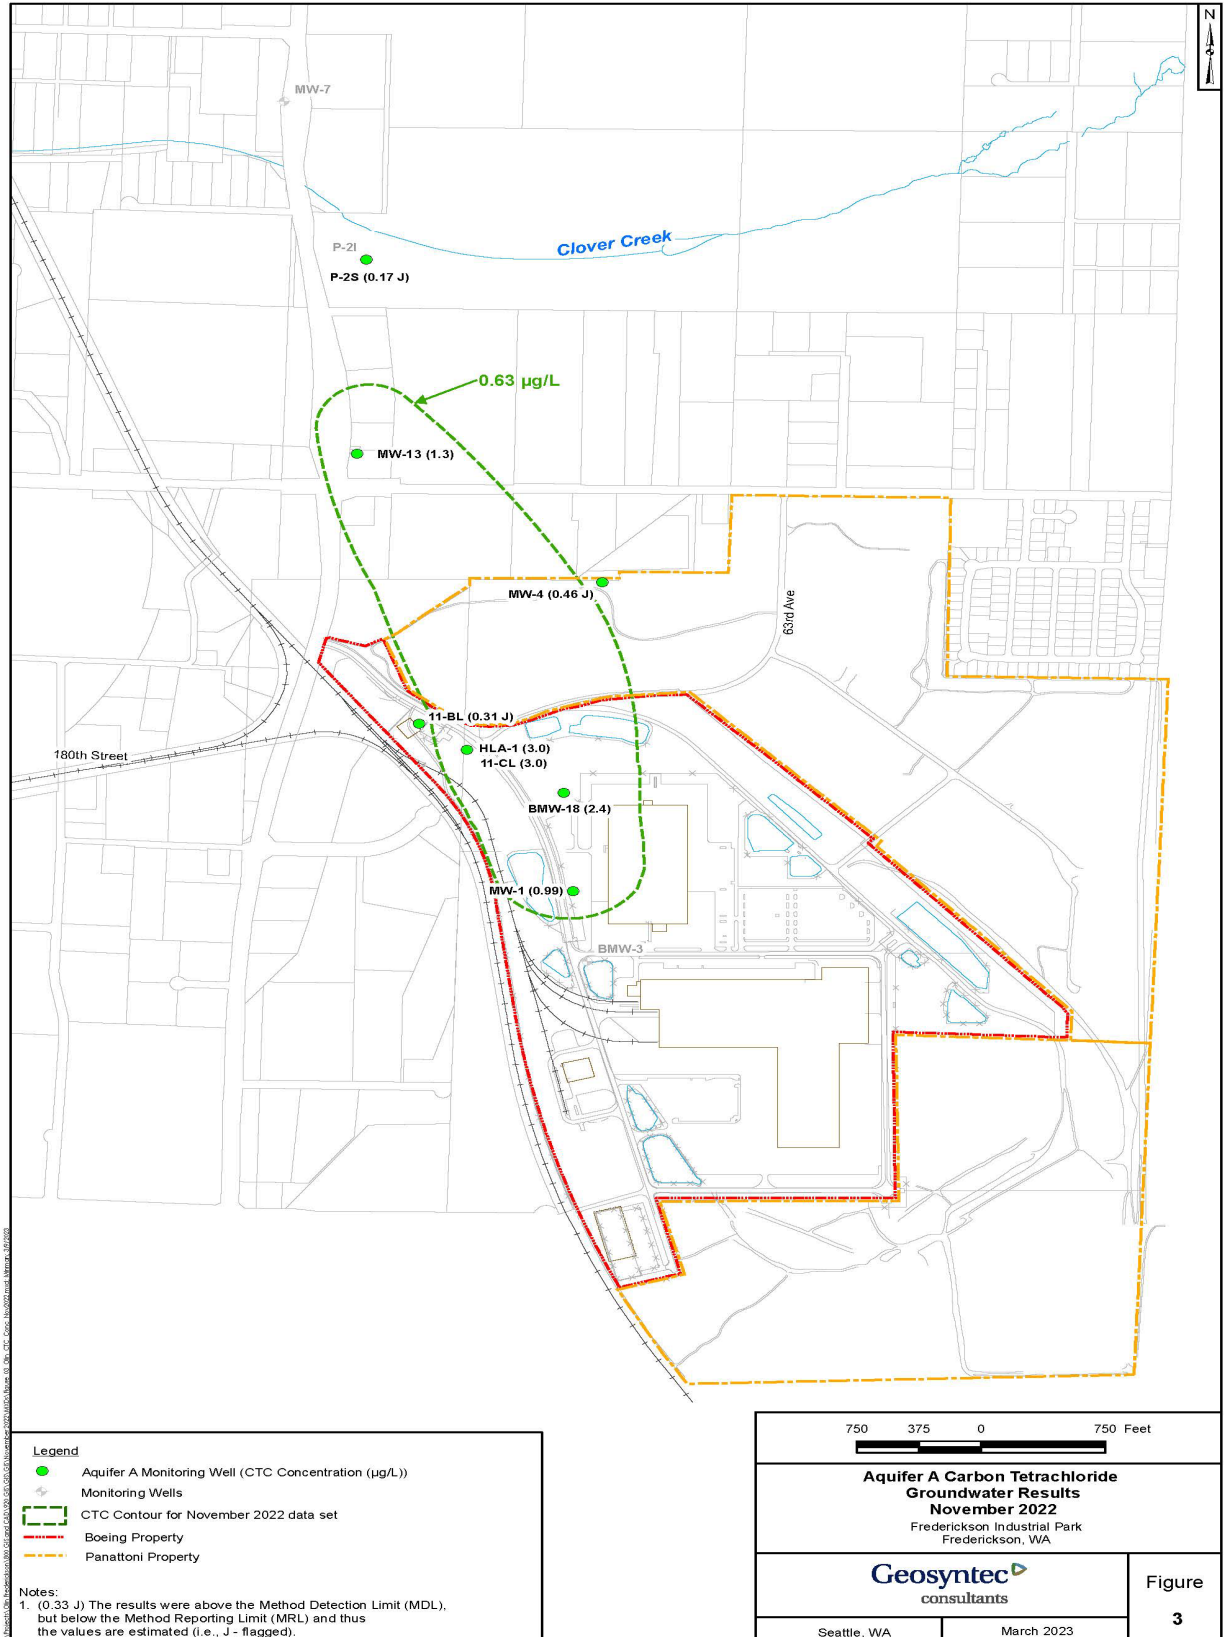 N
MW-7
Clover Creek
P-2I
P-2S (0.17 J)
0.63 µg/L
MW-13 (1.3)
MW-4 (0.46 J)
63rd Ave
11-BL (0.31 J)
180th Street
HLA-1 (3.0)
11-CL (3.0)
BMW-18 (2.4)
MW-1 (0.99)
BMW-3
Legend
Aquifer A Monitoring Well (CTC Concentration (µg/L))
Monitoring Wells
CTC Contour for November 2022 data set
Boeing Property
Panattoni Property
Notes:
1. (0.33 J) The results were above the Method Detection Limit (MDL),
but below the Method Reporting Limit (MRL) and thus
the values are estimated (i.e., J - flagged).
750 375 0 750 Feet
Aquifer A Carbon Tetrachloride
Groundwater Results
November 2022
Frederickson Industrial Park
Frederickson, WA
Geosyntec
consultants
Figure
3
Seattle, WA
March 2023